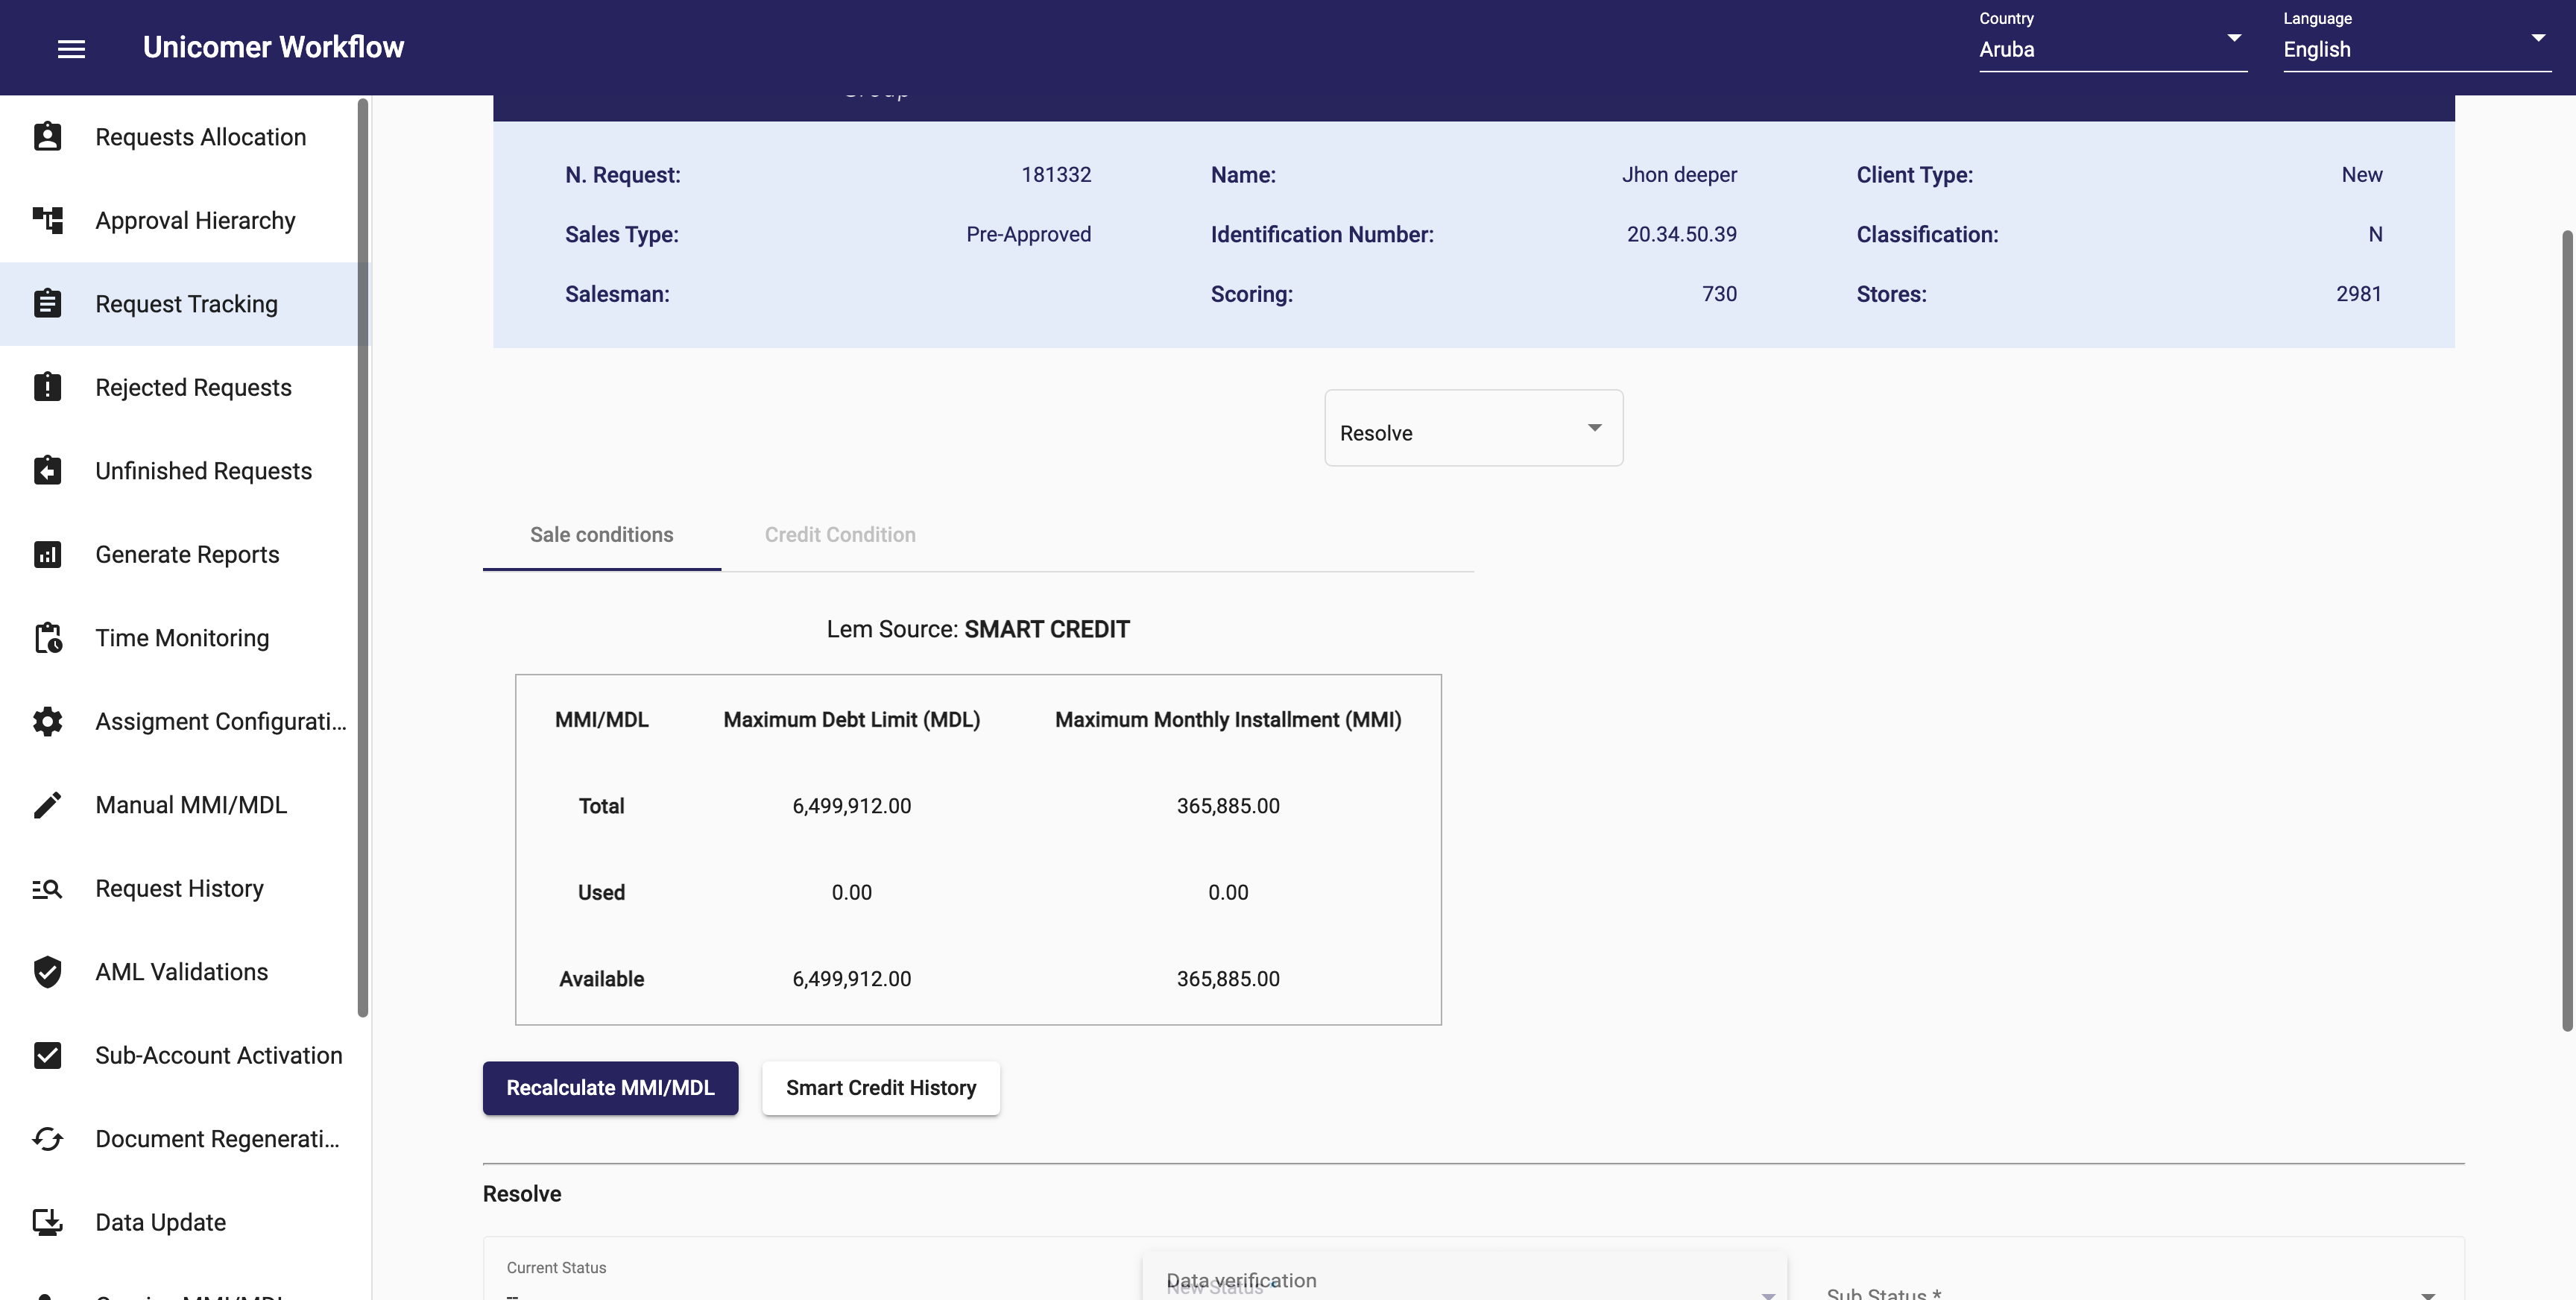 Unicomer Workflow
Country
Aruba
Language
English
Requests Allocation
Approval Hierarchy
Request Tracking
Rejected Requests
Unfinished Requests
Generate Reports
Time Monitoring
Assigment Configurati...
Manual MMI/MDL
Request History
AML Validations
Sub-Account Activation
Document Regenerati...
Data Update
N. Request: 181332 Name: Jhon deeper Client Type: New
Sales Type: Pre-Approved Identification Number: 20.34.50.39 Classification: N
Salesman: Scoring: 730 Stores: 2981
Resolve
Sale conditions Credit Condition
Lem Source: SMART CREDIT
MMI/MDL Maximum Debt Limit (MDL) Maximum Monthly Installment (MMI)
Total 6,499,912.00 365,885.00
Used 0.00 0.00
Available 6,499,912.00 365,885.00
Recalculate MMI/MDL Smart Credit History
Resolve
Current Status
Data verification
New Status *
Sub Status *